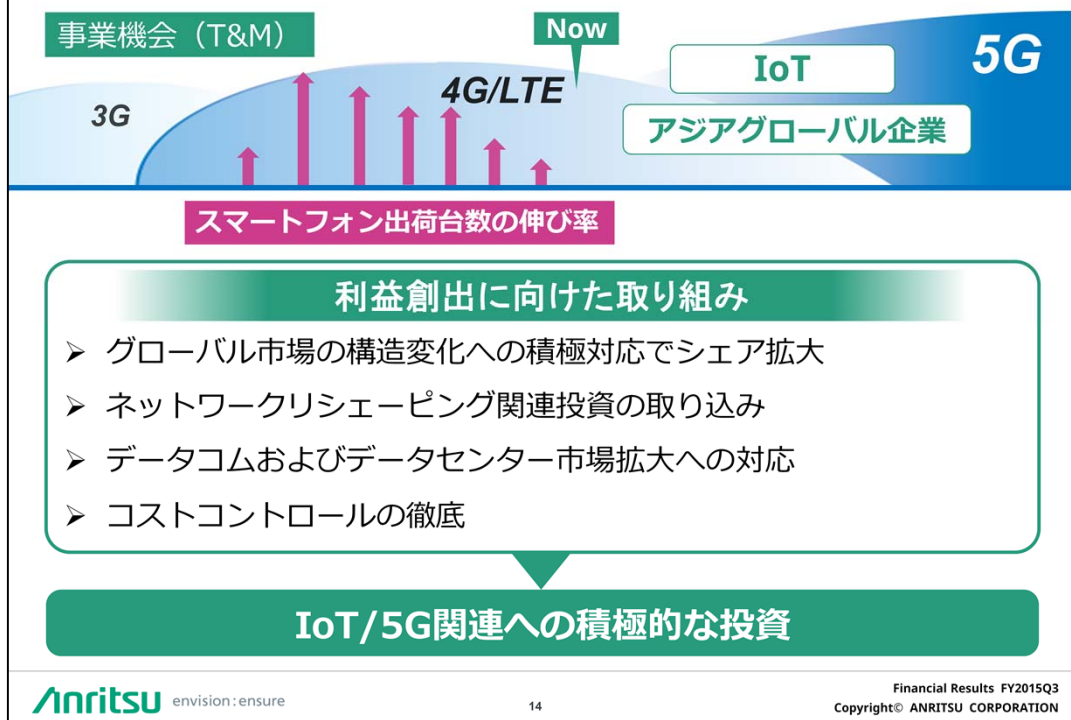 事業機会（T&M）
Now
3G
4G/LTE
IoT
5G
アジアグローバル企業
スマートフォン出荷台数の伸び率
利益創出に向けた取り組み
➢ グローバル市場の構造変化への積極対応でシェア拡大
➢ ネットワークリシェーピング関連投資の取り込み
➢ データコムおよびデータセンター市場拡大への対応
➢ コストコントロールの徹底
IoT/5G関連への積極的な投資
Anritsu envision:ensure
14
Financial Results FY2015Q3
Copyright© ANRITSU CORPORATION